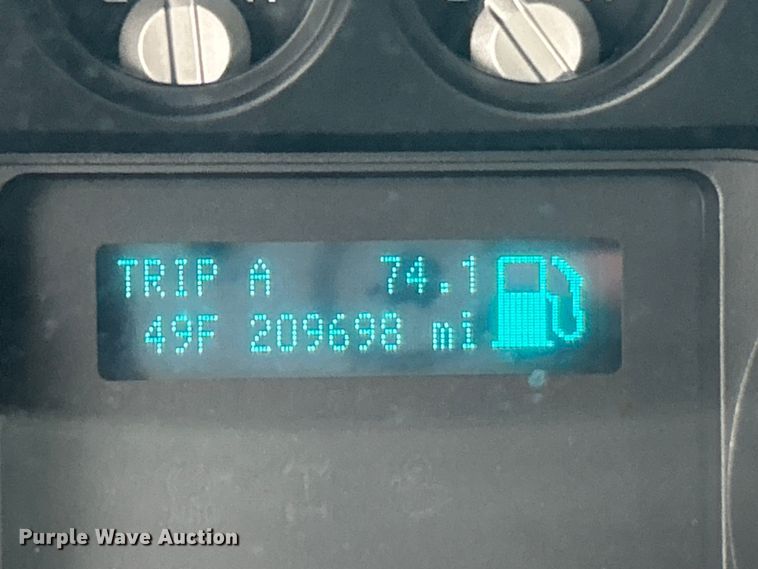 TRIP A 74.1
49F 209698 mi
Purple Wave Auction